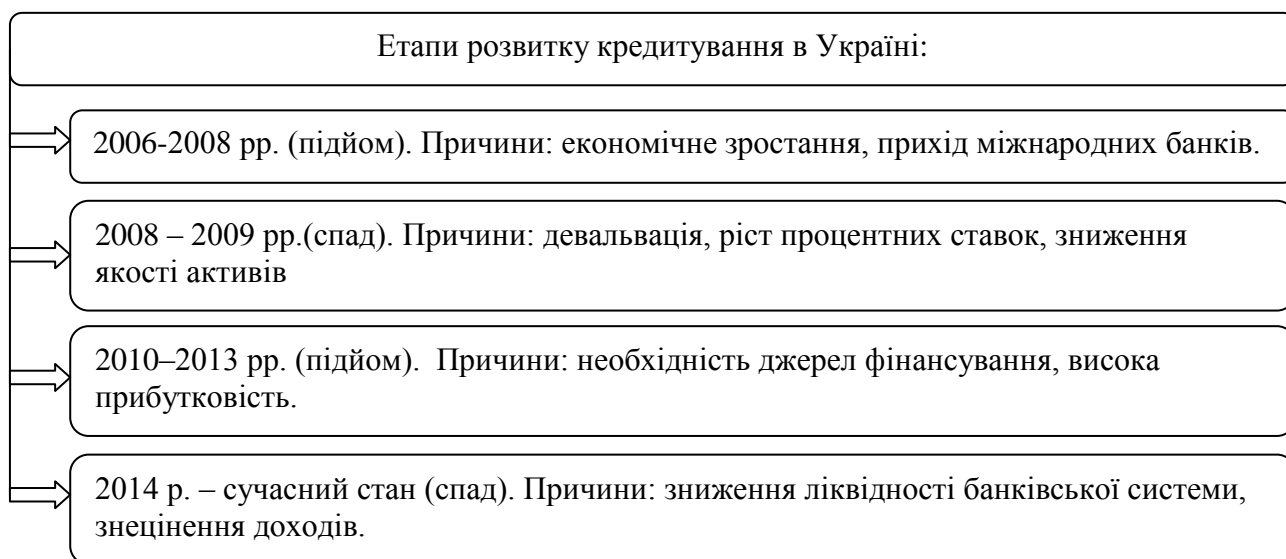 Етапи розвитку кредитування в Україні:
2006-2008 рр. (підйом). Причини: економічне зростання, прихід міжнародних банків.
2008 – 2009 рр.(спад). Причини: девальвація, ріст процентних ставок, зниження
якості активів
2010–2013 рр. (підйом).  Причини: необхідність джерел фінансування, висока
прибутковість.
2014 р. – сучасний стан (спад). Причини: зниження ліквідності банківської системи,
знецінення доходів.